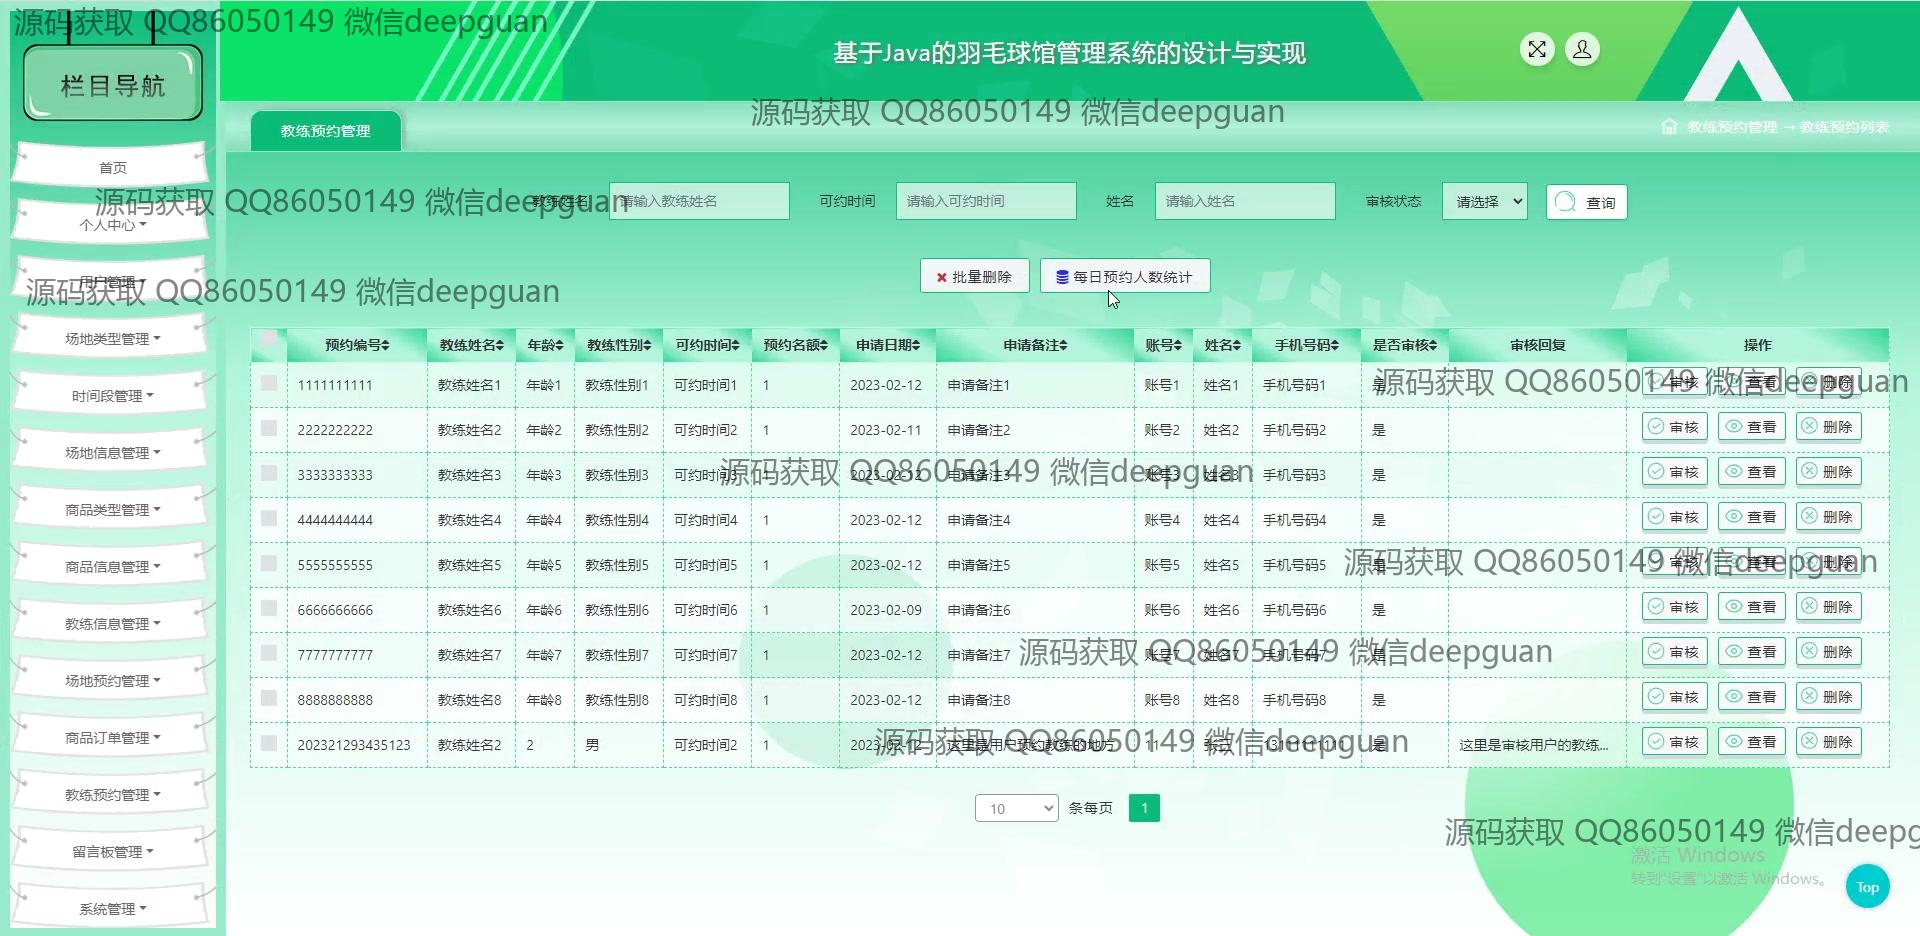 源码获取 QQ86050149 微信deepguan
栏目导航
基于Java的羽毛球馆管理系统的设计与实现
源码获取 QQ86050149 微信deepguan
教练预约管理
教练预约管理 → 教练预约列表
首页
个人中心
用户管理
场地类型管理
时间段管理
场地信息管理
商品类型管理
商品信息管理
教练信息管理
场地预约管理
商品订单管理
教练预约管理
留言板管理
系统管理
源码获取 QQ86050149 微信deepguan
教练姓名 请输入教练姓名 可约时间 请输入可约时间 姓名 请输入姓名 审核状态 请选择 查询
源码获取 QQ86050149 微信deepguan
批量删除 每日预约人数统计
预约编号 教练姓名 年龄 教练性别 可约时间 预约名额 申请日期 申请备注 账号 姓名 手机号码 是否审核 审核回复 操作
1111111111 教练姓名1 年龄1 教练性别1 可约时间1 1 2023-02-12 申请备注1 账号1 姓名1 手机号码1 是 审核 查看 删除
源码获取 QQ86050149 微信deepguan
2222222222 教练姓名2 年龄2 教练性别2 可约时间2 1 2023-02-11 申请备注2 账号2 姓名2 手机号码2 是 审核 查看 删除
3333333333 教练姓名3 年龄3 教练性别3 可约时间3 1 2023-02-12 申请备注3 账号3 姓名3 手机号码3 是 审核 查看 删除
源码获取 QQ86050149 微信deepguan
4444444444 教练姓名4 年龄4 教练性别4 可约时间4 1 2023-02-12 申请备注4 账号4 姓名4 手机号码4 是 审核 查看 删除
5555555555 教练姓名5 年龄5 教练性别5 可约时间5 1 2023-02-12 申请备注5 账号5 姓名5 手机号码5 是 审核 查看 删除
源码获取 QQ86050149 微信deepguan
6666666666 教练姓名6 年龄6 教练性别6 可约时间6 1 2023-02-09 申请备注6 账号6 姓名6 手机号码6 是 审核 查看 删除
7777777777 教练姓名7 年龄7 教练性别7 可约时间7 1 2023-02-12 申请备注7 账号7 姓名7 手机号码7 是 审核 查看 删除
源码获取 QQ86050149 微信deepguan
8888888888 教练姓名8 年龄8 教练性别8 可约时间8 1 2023-02-12 申请备注8 账号8 姓名8 手机号码8 是 审核 查看 删除
202321293435123 教练姓名2 2 男 可约时间2 1 2023-02-12 这里是用户预约教练的地方 11 张三 是 这里是审核用户的教练... 审核 查看 删除
源码获取 QQ86050149 微信deepguan
10 条每页 1
源码获取 QQ86050149 微信deepg
激活 Windows
转到"设置"以激活 Windows。
Top